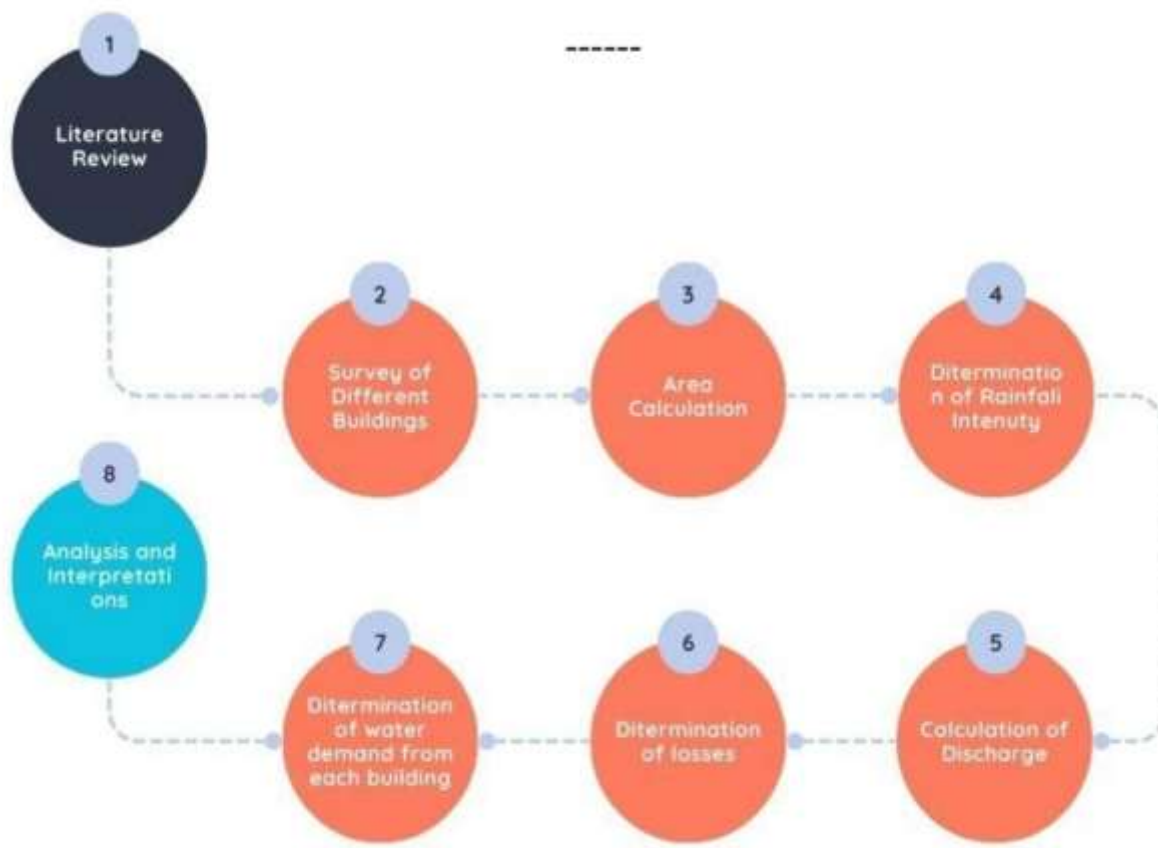 1
Literature
Review
------
2
Survey of
Different
Buildings
3
Area
Calculation
4
Diterminatio
n of Rainfali
Intenuty
5
Calculation of
Discharge
6
Ditermination
of losses
7
Ditermination
of water
demand from
each building
8
Analysis and
Interpretati
ons